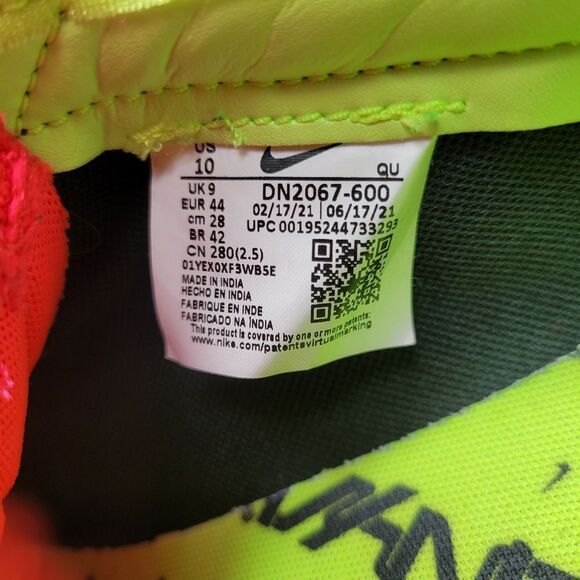 US
10
QU
UK 9
EUR 44
cm 28
BR 42
CN 280(2.5)
DN2067-600
02/17/21 | 06/17/21
UPC 00195244733293
01YEX0XF3WB5E
MADE IN INDIA
HECHO EN INDIA
FABRIQUE EN INDE
FABRICADO NA ÍNDIA
This product is covered by one or more patents:
www.nike.com/patentsvirtualmarking